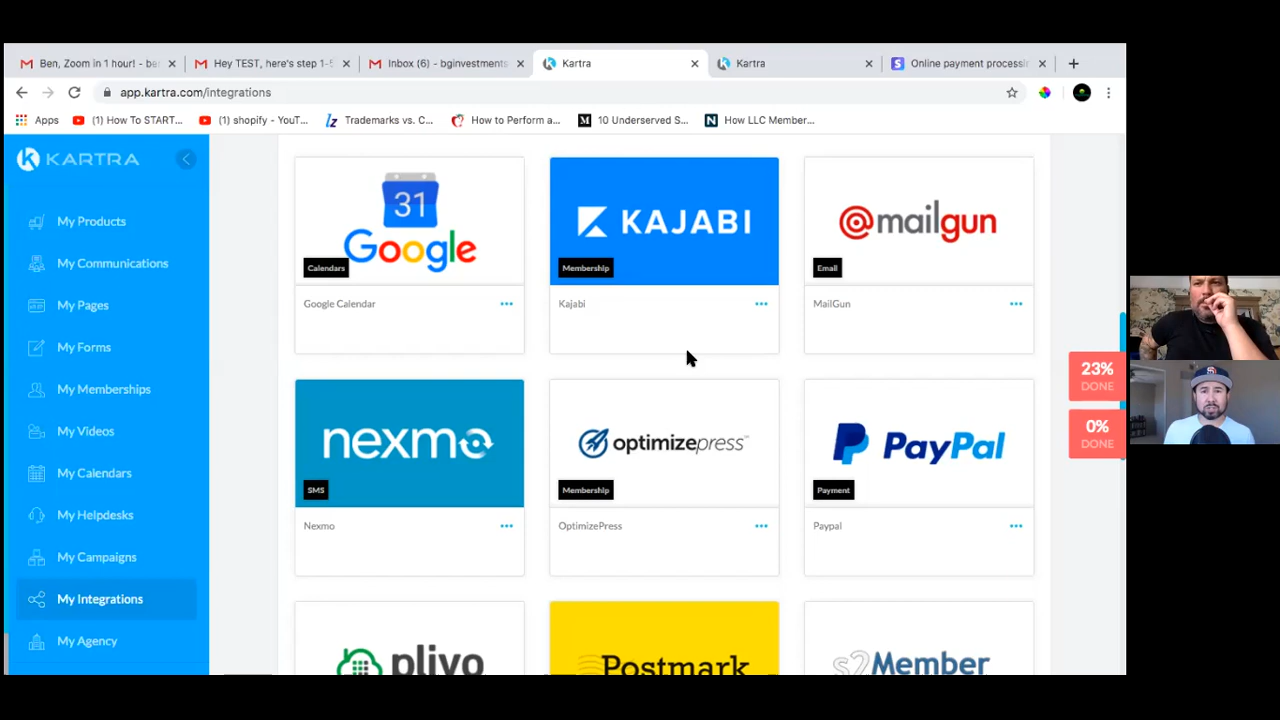 Ben, Zoom in 1 hour! - be
Hey TEST, here's step 1-5
Inbox (6) - bginvestments
Kartra
Kartra
Online payment processi
app.kartra.com/integrations
Apps
(1) How To START...
(1) shopify - YouT...
Trademarks vs. C...
How to Perform a...
10 Underserved S...
How LLC Member...
KARTRA
My Products
My Communications
My Pages
My Forms
My Memberships
My Videos
My Calendars
My Helpdesks
My Campaigns
My Integrations
My Agency
31
Google
Calendars
Google Calendar
KAJABI
Membership
Kajabi
@mailgun
Email
MailGun
nexmo
SMS
Nexmo
optimizepress™
Membership
OptimizePress
PayPal
Payment
Paypal
plivo
Postmark
s2Member
23%
DONE
0%
DONE